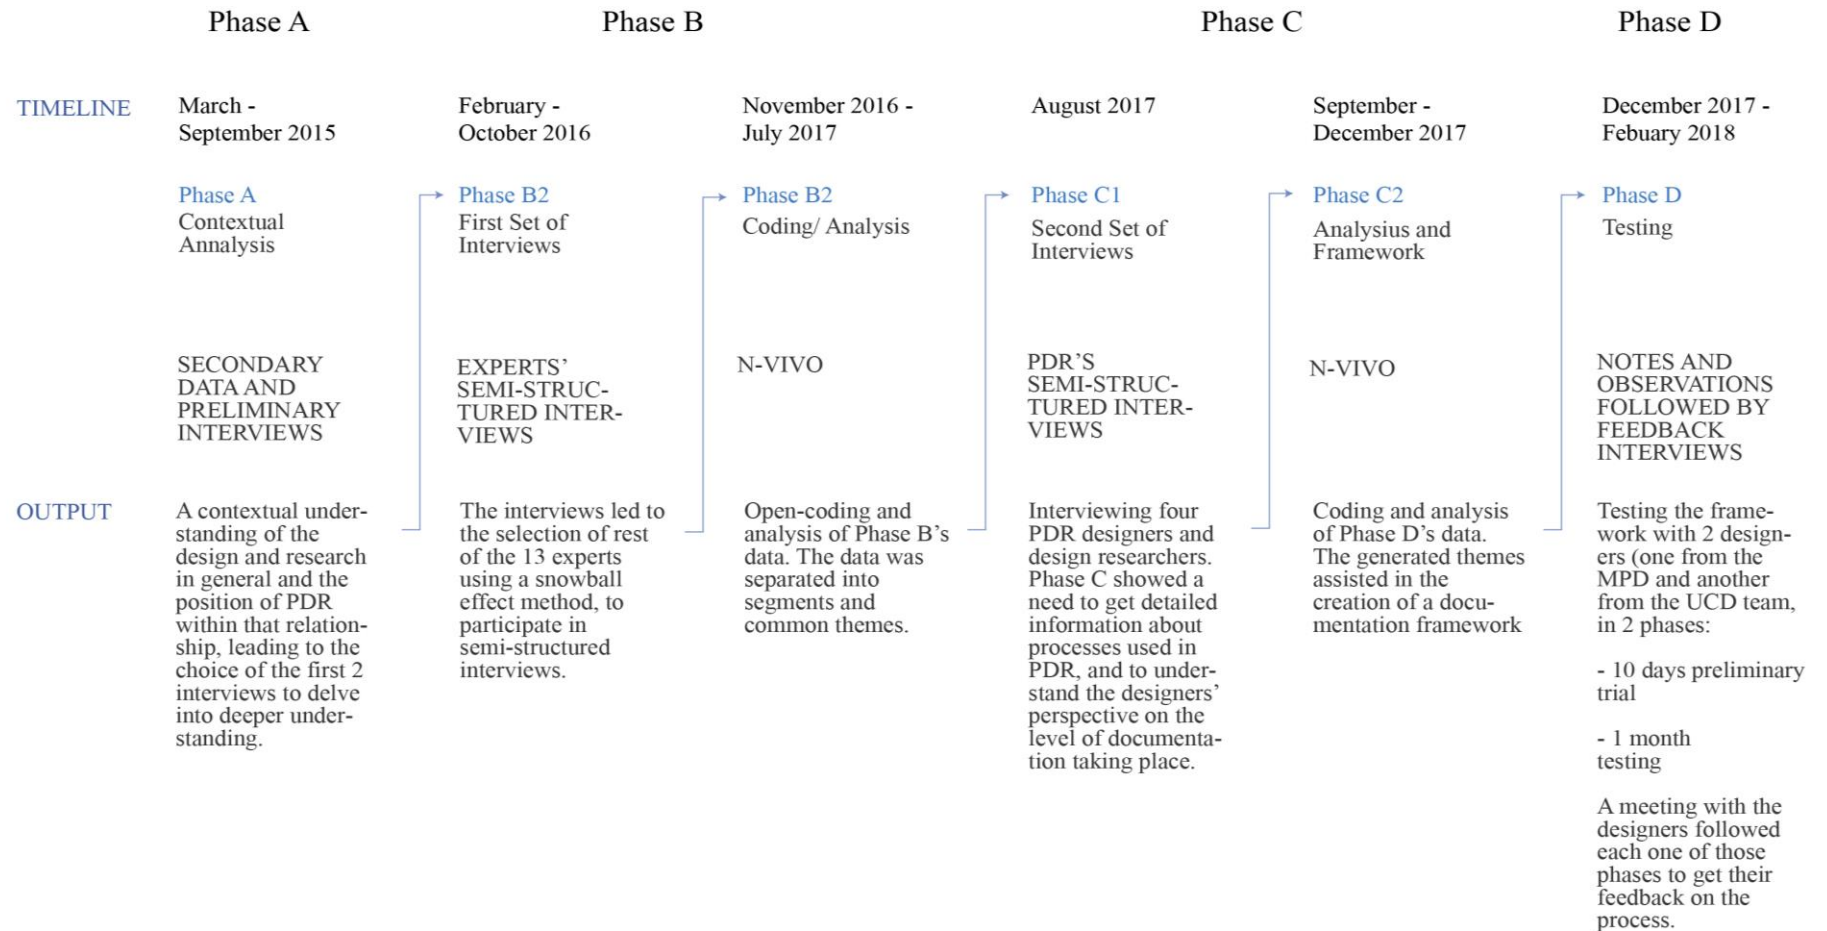 Phase A
Phase B
Phase C
Phase D
TIMELINE
March -
September 2015
February -
October 2016
November 2016 -
July 2017
August 2017
September -
December 2017
December 2017 -
Febuary 2018
Phase A
Contextual
Annalysis
Phase B2
First Set of
Interviews
Phase B2
Coding/ Analysis
Phase C1
Second Set of
Interviews
Phase C2
Analysius and
Framework
Phase D
Testing
SECONDARY
DATA AND
PRELIMINARY
INTERVIEWS
EXPERTS’
SEMI-STRUC-
TURED INTER-
VIEWS
N-VIVO
PDR’S
SEMI-STRUC-
TURED INTER-
VIEWS
N-VIVO
NOTES AND
OBSERVATIONS
FOLLOWED BY
FEEDBACK
INTERVIEWS
OUTPUT
A contextual under-
standing of the
design and research
in general and the
position of PDR
within that relation-
ship, leading to the
choice of the first 2
interviews to delve
into deeper under-
standing.
The interviews led to
the selection of rest
of the 13 experts
using a snowball
effect method, to
participate in
semi-structured
interviews.
Open-coding and
analysis of Phase B’s
data. The data was
separated into
segments and
common themes.
Interviewing four
PDR designers and
design researchers.
Phase C showed a
need to get detailed
information about
processes used in
PDR, and to under-
stand the designers’
perspective on the
level of documenta-
tion taking place.
Coding and analysis
of Phase D’s data.
The generated themes
assisted in the
creation of a docu-
mentation framework
Testing the frame-
work with 2 design-
ers (one from the
MPD and another
from the UCD team,
in 2 phases:
- 10 days preliminary
trial
- 1 month
testing
A meeting with the
designers followed
each one of those
phases to get their
feedback on the
process.